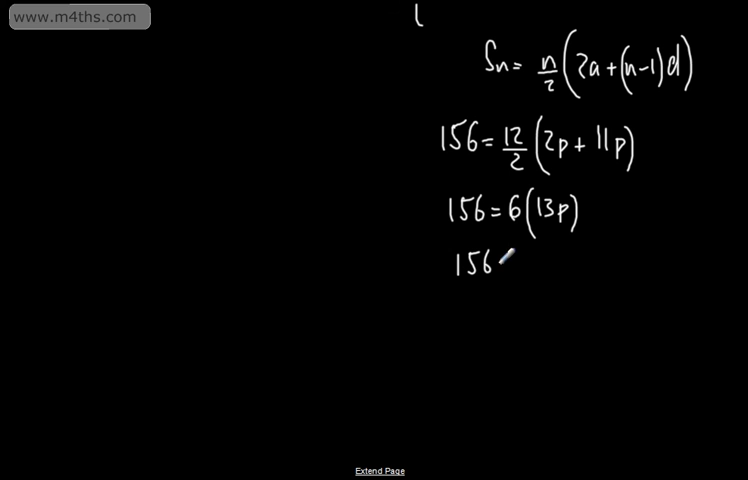 www.m4ths.com
Sn = n/2 (2a + (n-1)d)
156 = 12/2 (2p + 11p)
156 = 6(13p)
156
Extend Page